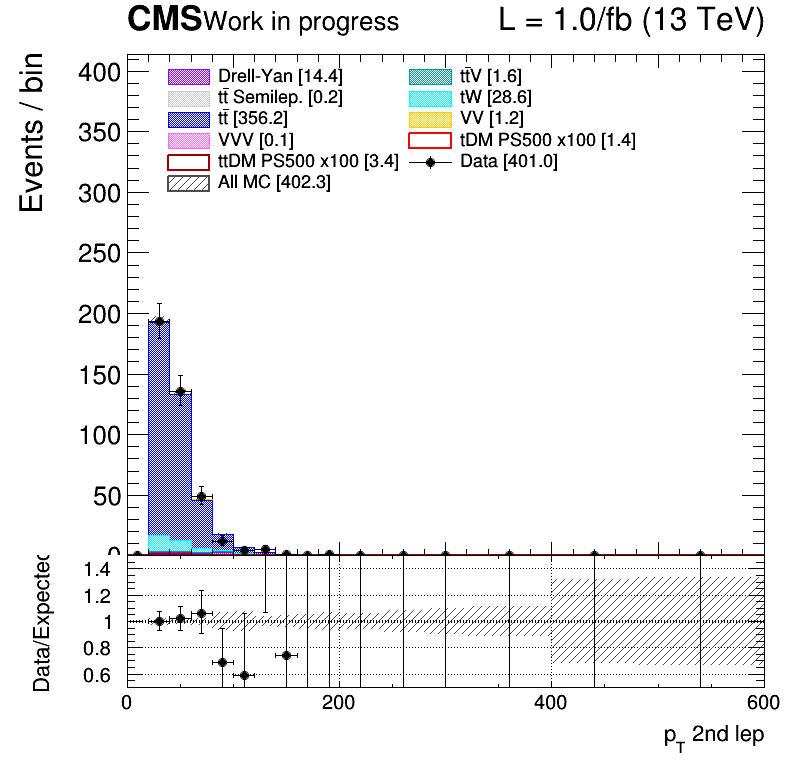 CMS Work in progress L = 1.0/fb (13 TeV)
Events / bin
400
350
300
250
200
150
100
50
0
Drell-Yan [14.4]
tt̄ Semilep. [0.2]
tt̄ [356.2]
VVV [0.1]
ttDM PS500 x100 [3.4]
All MC [402.3]
tt̄V [1.6]
tW [28.6]
VV [1.2]
tDM PS500 x100 [1.4]
Data [401.0]
Data/Expected
1.4
1.2
1
0.8
0.6
0 200 400 600
p_T 2nd lep